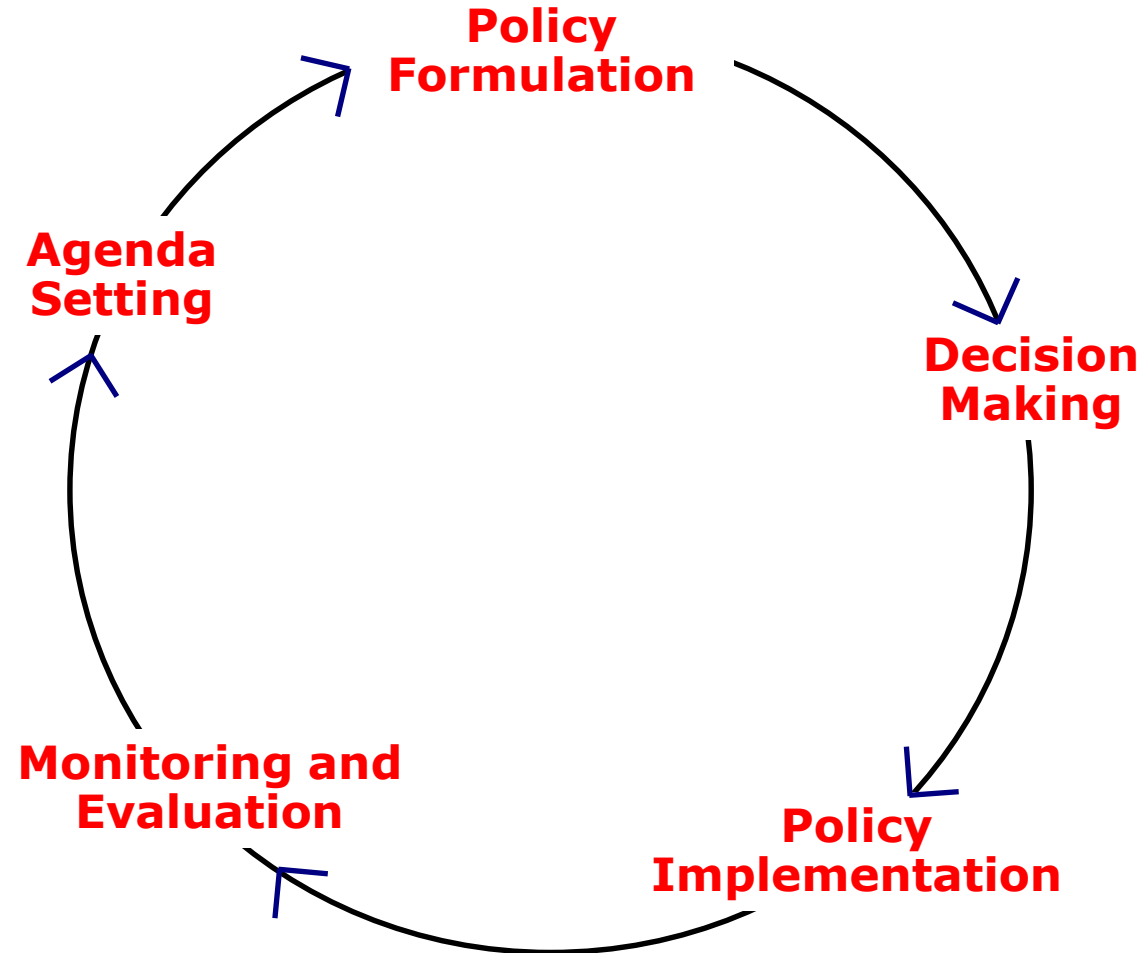 Policy
Formulation
Agenda
Setting
Decision
Making
Monitoring and
Evaluation
Policy
Implementation